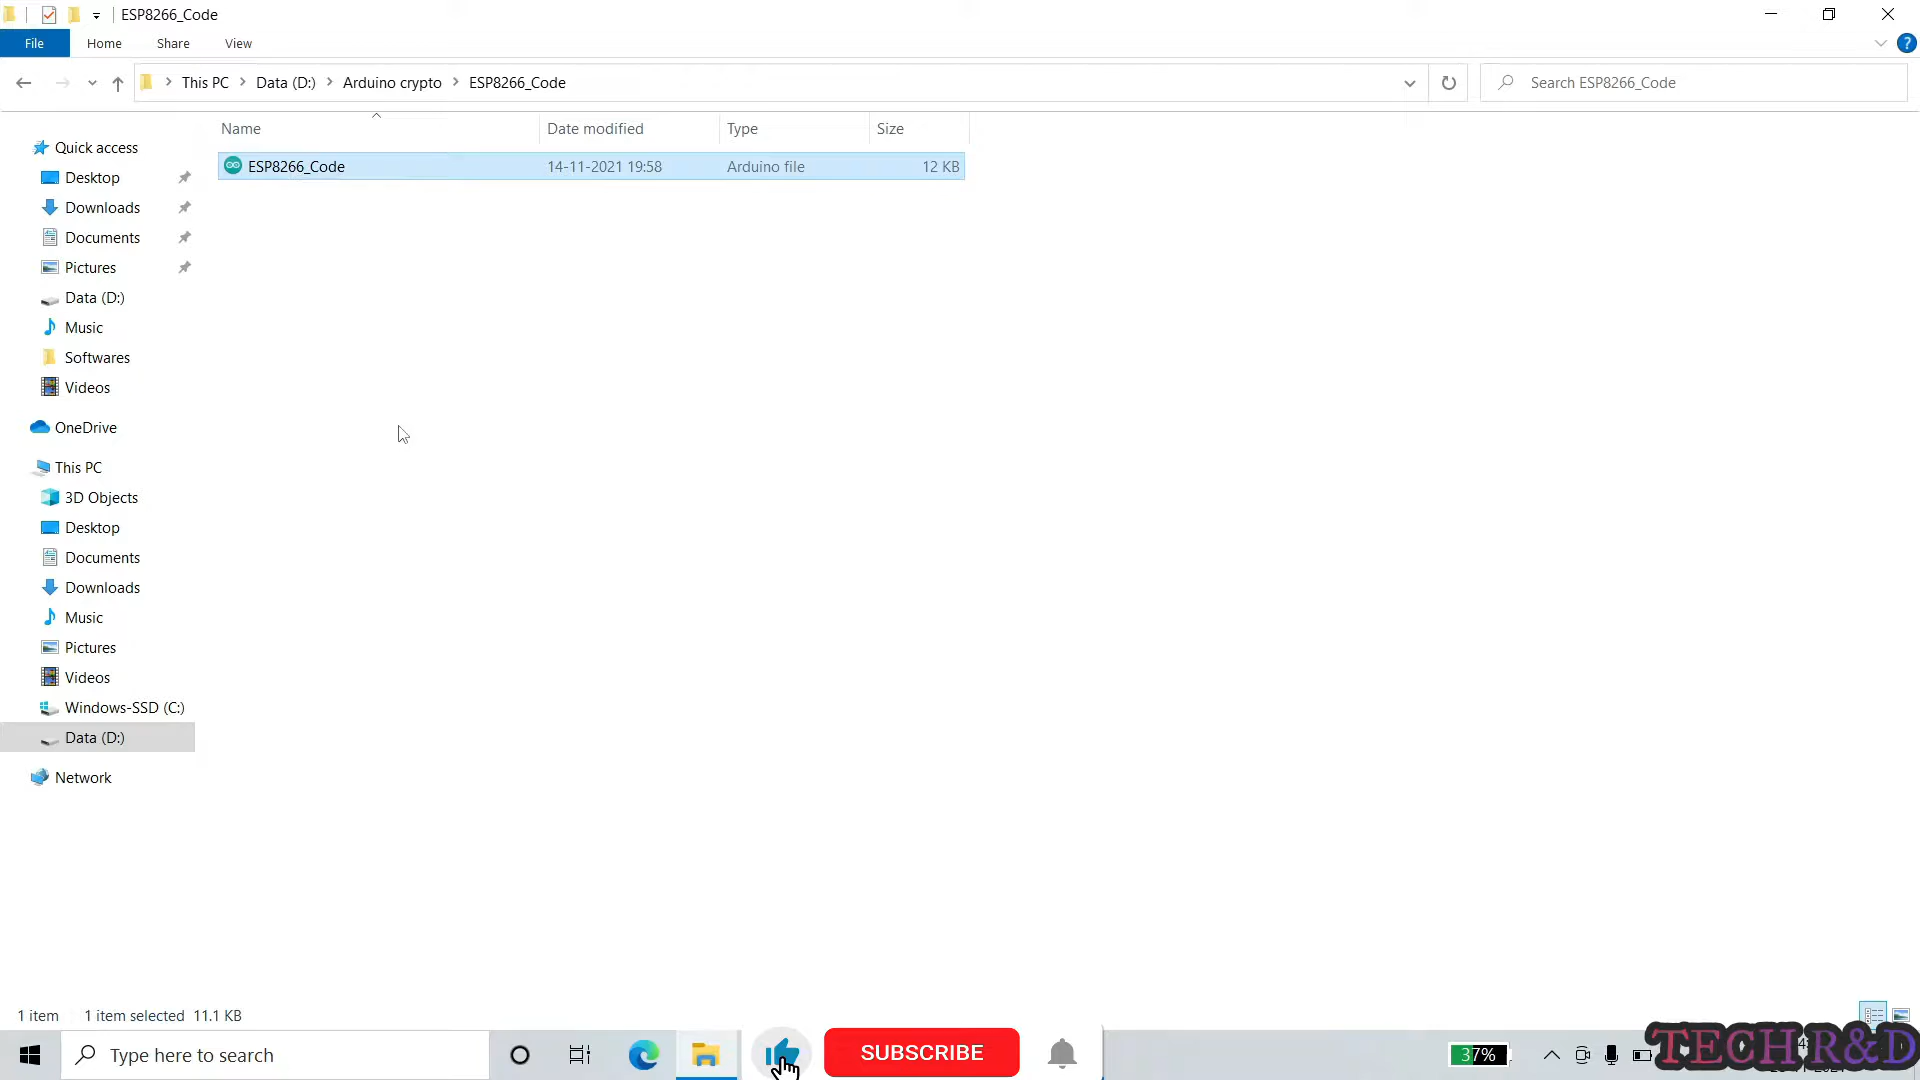 ESP8266_Code
File Home Share View
This PC Data (D:) Arduino crypto ESP8266_Code
Search ESP8266_Code
Name Date modified Type Size
ESP8266_Code 14-11-2021 19:58 Arduino file 12 KB
Quick access
Desktop
Downloads
Documents
Pictures
Data (D:)
Music
Softwares
Videos
OneDrive
This PC
3D Objects
Desktop
Documents
Downloads
Music
Pictures
Videos
Windows-SSD (C:)
Data (D:)
Network
1 item 1 item selected 11.1 KB
Type here to search
SUBSCRIBE
37%
TECH R&D